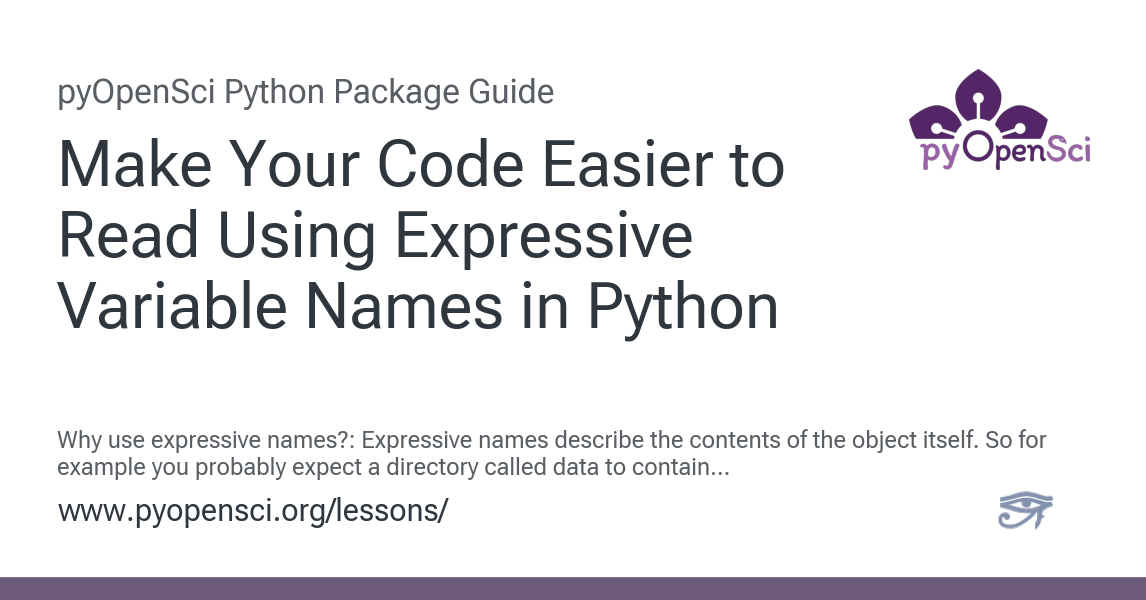 pyOpenSci Python Package Guide
Make Your Code Easier to
Read Using Expressive
Variable Names in Python
pyOpenSci
Why use expressive names?: Expressive names describe the contents of the object itself. So for
example you probably expect a directory called data to contain...
www.pyopensci.org/lessons/